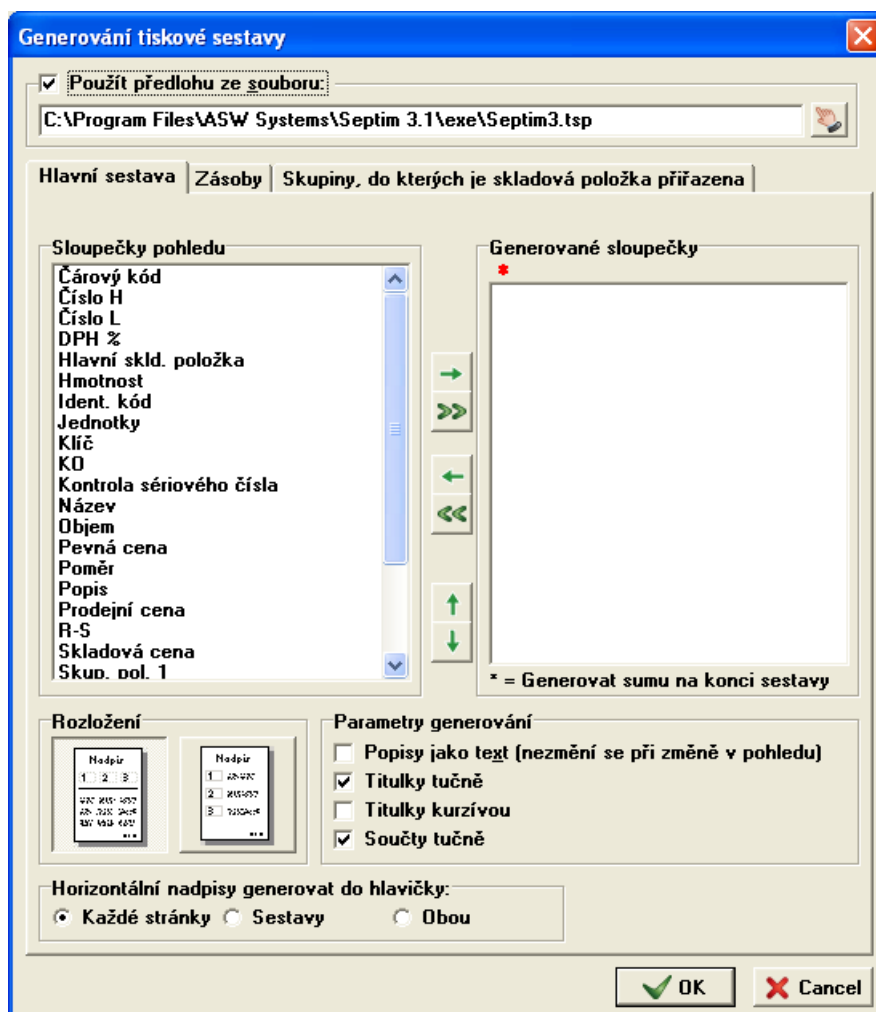 Generování tiskové sestavy
Použít předlohu ze souboru:
C:\Program Files\ASW Systems\Septim 3.1\exe\Septim3.tsp
Hlavní sestava Zásoby Skupiny, do kterých je skladová položka přiřazena
Sloupečky pohledu
Čárový kód
Číslo H
Číslo L
DPH %
Hlavní skld. položka
Hmotnost
Ident. kód
Jednotky
Klíč
KO
Kontrola sériového čísla
Název
Objem
Pevná cena
Poměr
Popis
Prodejní cena
R-S
Skladová cena
Skup. pol. 1
Generované sloupečky
*
* = Generovat sumu na konci sestavy
Rozložení
Nadpis
1 2 3
Nadpis
1
2
3
Parametry generování
Popisy jako text (nezmění se při změně v pohledu)
Titulky tučně
Titulky kurzívou
Součty tučně
Horizontální nadpisy generovat do hlavičky:
Každé stránky Sestavy Obou
OK Cancel